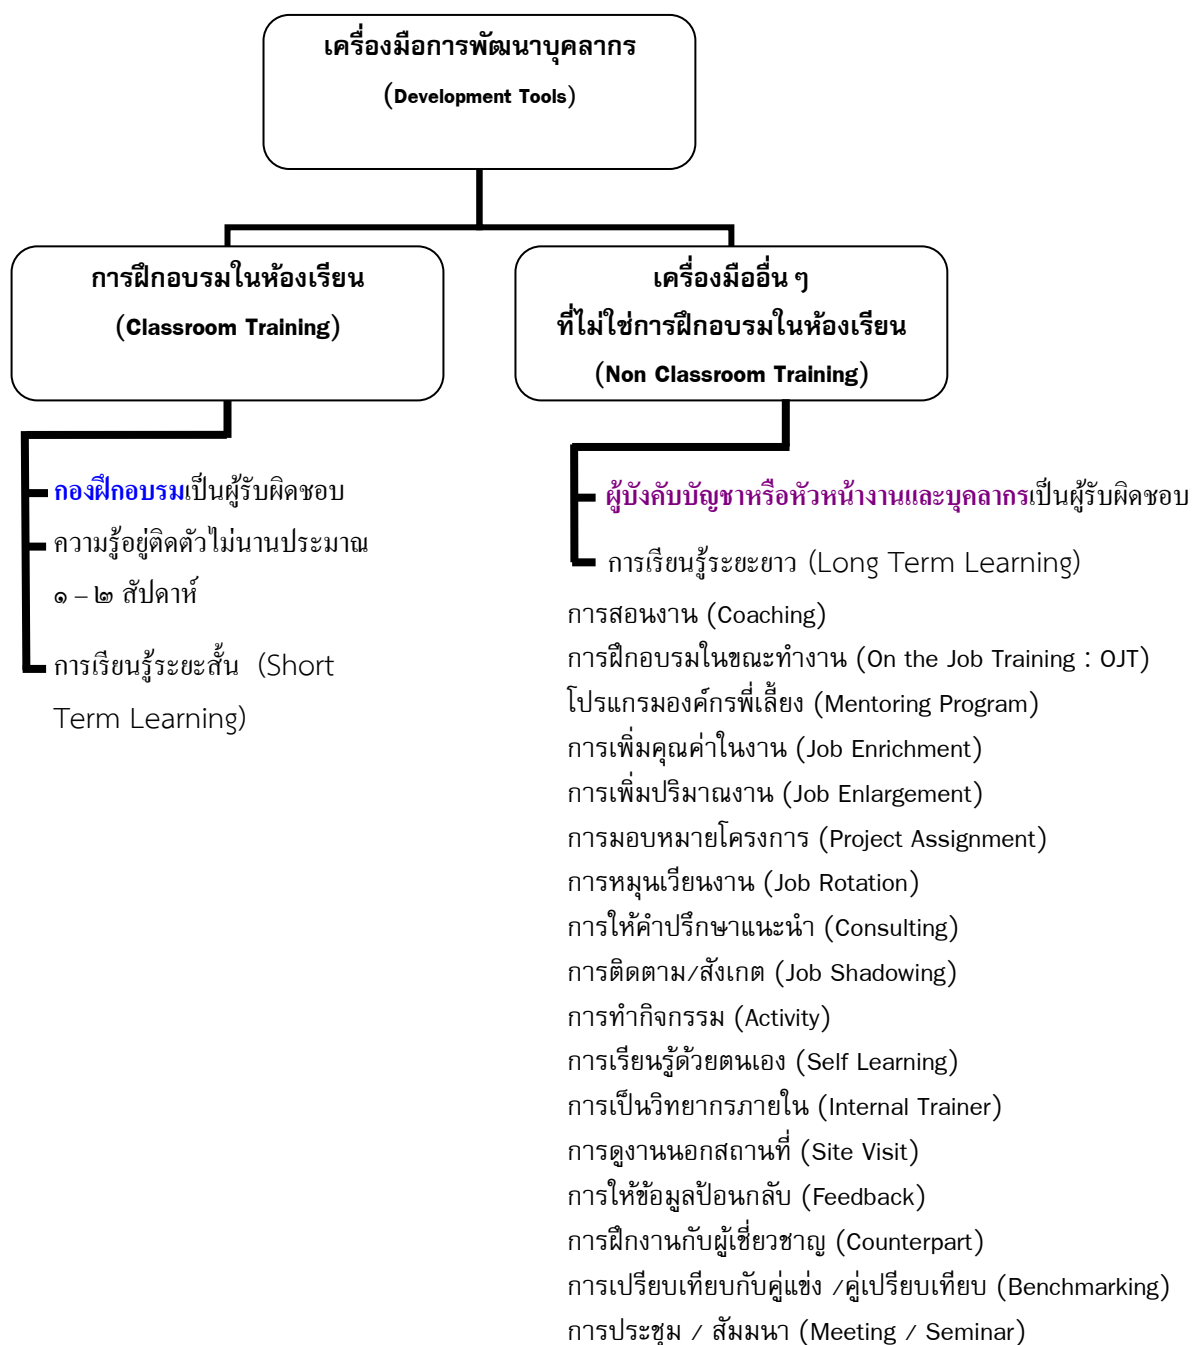 เครื่องมือการพัฒนาบุคลากร
(Development Tools)
การฝึกอบรมในห้องเรียน
(Classroom Training)
เครื่องมืออื่น ๆ
ที่ไม่ใช่การฝึกอบรมในห้องเรียน
(Non Classroom Training)
กองฝึกอบรมเป็นผู้รับผิดชอบ
ความรู้อยู่ติดตัวไม่นานประมาณ
๑ – ๒ สัปดาห์
การเรียนรู้ระยะสั้น (Short
Term Learning)
ผู้บังคับบัญชาหรือหัวหน้างานและบุคลากรเป็นผู้รับผิดชอบ
การเรียนรู้ระยะยาว (Long Term Learning)
การสอนงาน (Coaching)
การฝึกอบรมในขณะทำงาน (On the Job Training : OJT)
โปรแกรมองค์กรพี่เลี้ยง (Mentoring Program)
การเพิ่มคุณค่าในงาน (Job Enrichment)
การเพิ่มปริมาณงาน (Job Enlargement)
การมอบหมายโครงการ (Project Assignment)
การหมุนเวียนงาน (Job Rotation)
การให้คำปรึกษาแนะนำ (Consulting)
การติดตาม/สังเกต (Job Shadowing)
การทำกิจกรรม (Activity)
การเรียนรู้ด้วยตนเอง (Self Learning)
การเป็นวิทยากรภายใน (Internal Trainer)
การดูงานนอกสถานที่ (Site Visit)
การให้ข้อมูลป้อนกลับ (Feedback)
การฝึกงานกับผู้เชี่ยวชาญ (Counterpart)
การเปรียบเทียบกับคู่แข่ง /คู่เปรียบเทียบ (Benchmarking)
การประชุม / สัมมนา (Meeting / Seminar)